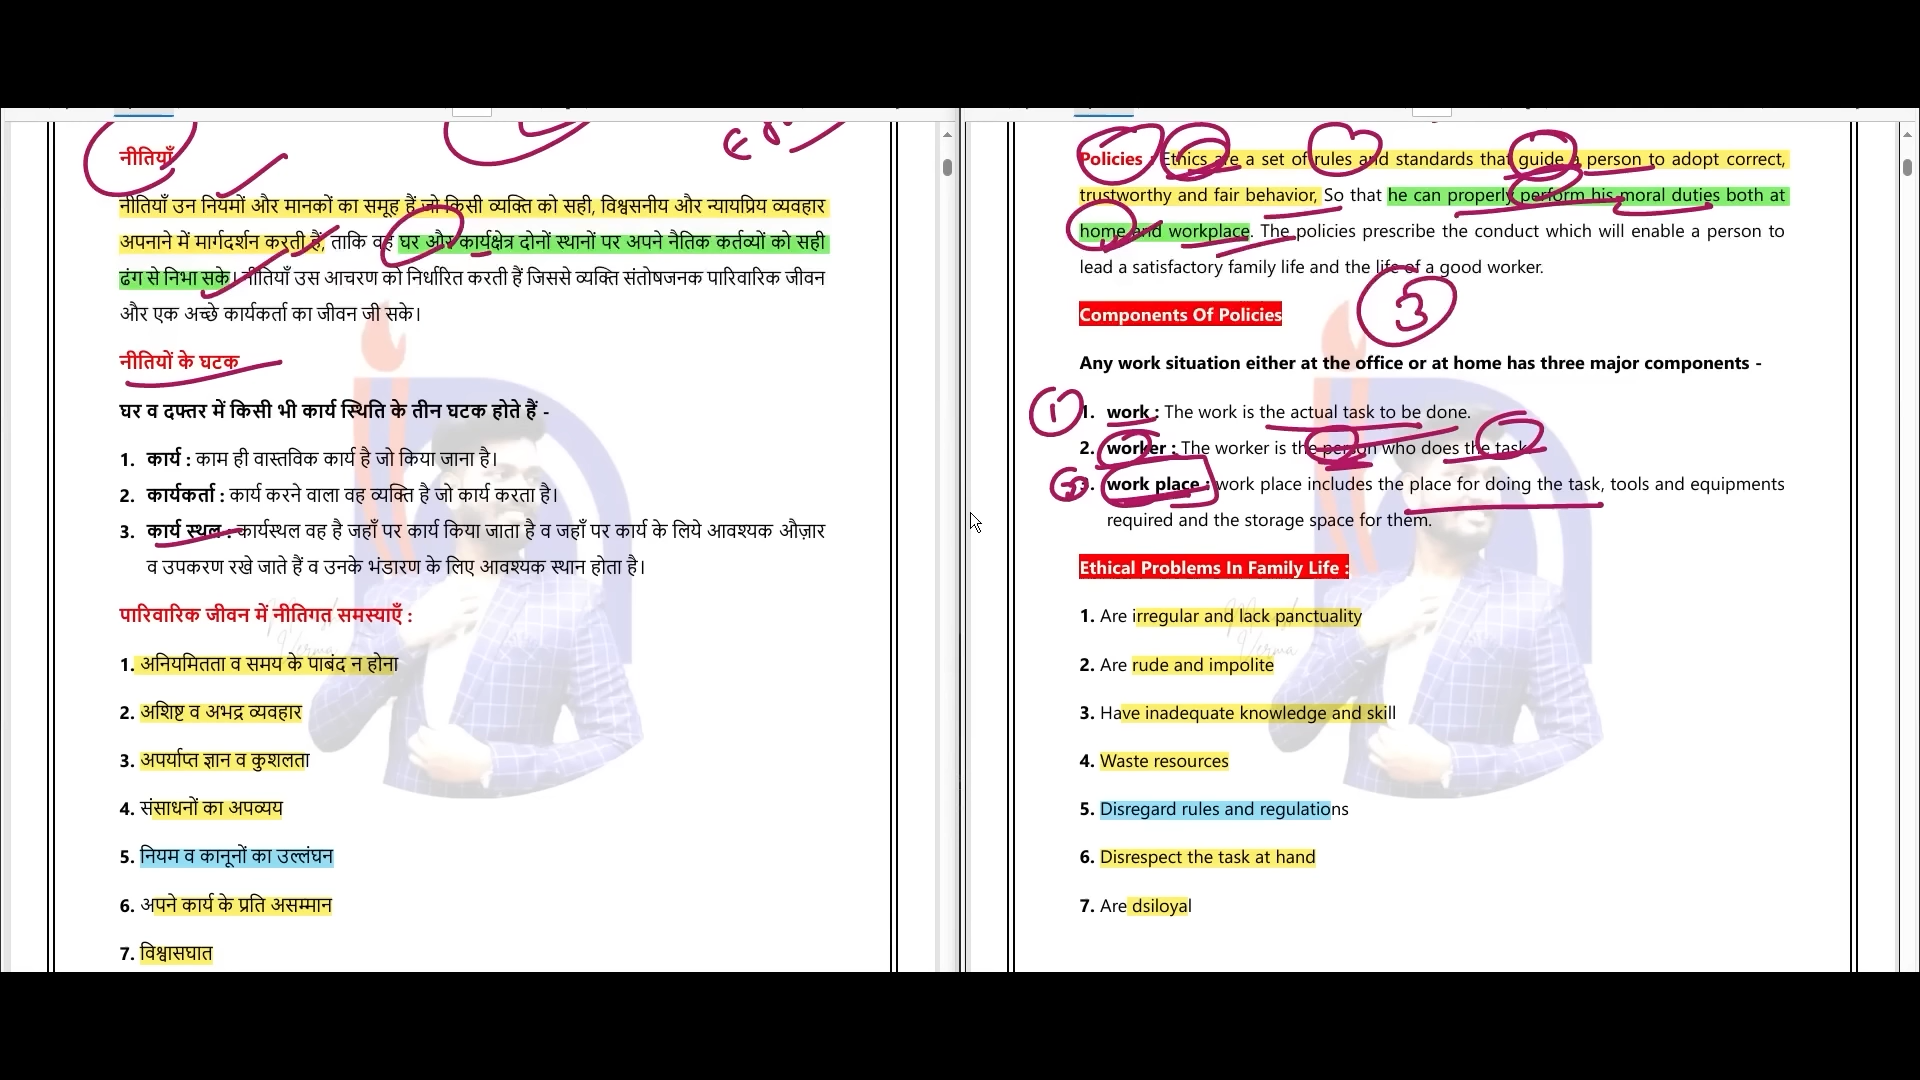 नीतियाँ
नीतियाँ उन नियमों और मानकों का समूह हैं जो किसी व्यक्ति को सही, विश्वसनीय और न्यायप्रिय व्यवहार
अपनाने में मार्गदर्शन करती हैं, ताकि वह घर और कार्यक्षेत्र दोनों स्थानों पर अपने नैतिक कर्तव्यों को सही
ढंग से निभा सके। नीतियाँ उस आचरण को निर्धारित करती हैं जिससे व्यक्ति संतोषजनक पारिवारिक जीवन
और एक अच्छे कार्यकर्ता का जीवन जी सके।
नीतियों के घटक
घर व दफ्तर में किसी भी कार्य स्थिति के तीन घटक होते हैं -
1. कार्य : काम ही वास्तविक कार्य है जो किया जाना है।
2. कार्यकर्ता : कार्य करने वाला वह व्यक्ति है जो कार्य करता है।
3. कार्य स्थल : कार्यस्थल वह है जहाँ पर कार्य किया जाता है व जहाँ पर कार्य के लिये आवश्यक औज़ार
व उपकरण रखे जाते हैं व उनके भंडारण के लिए आवश्यक स्थान होता है।
पारिवारिक जीवन में नीतिगत समस्याएँ :
1. अनियमितता व समय के पाबंद न होना
2. अशिष्ट व अभद्र व्यवहार
3. अपर्याप्त ज्ञान व कुशलता
4. संसाधनों का अपव्यय
5. नियम व कानूनों का उल्लंघन
6. अपने कार्य के प्रति असम्मान
7. विश्वासघात
Policies : Ethics are a set of rules and standards that guide a person to adopt correct,
trustworthy and fair behavior, So that he can properly perform his moral duties both at
home and workplace. The policies prescribe the conduct which will enable a person to
lead a satisfactory family life and the life of a good worker.
3
Components Of Policies
Any work situation either at the office or at home has three major components -
1
1. work : The work is the actual task to be done.
2. worker : The worker is the person who does the task.
3. work place : work place includes the place for doing the task, tools and equipments
required and the storage space for them.
Ethical Problems In Family Life :
1. Are irregular and lack panctuality
2. Are rude and impolite
3. Have inadequate knowledge and skill
4. Waste resources
5. Disregard rules and regulations
6. Disrespect the task at hand
7. Are dsiloyal